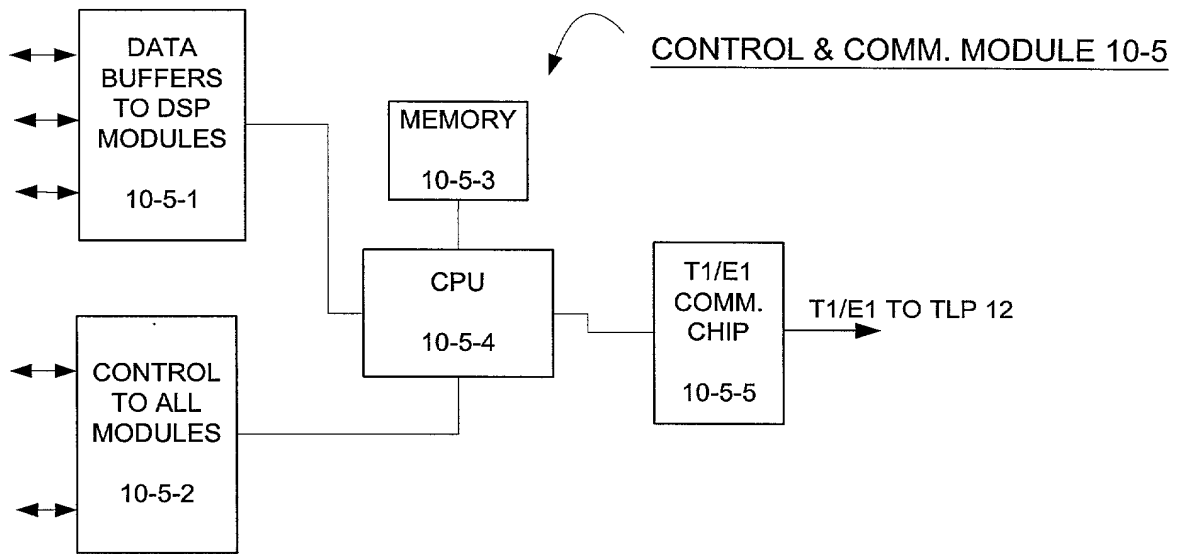 CONTROL & COMM. MODULE 10-5
DATA
BUFFERS
TO DSP
MODULES
10-5-1
MEMORY
10-5-3
CPU
10-5-4
T1/E1
COMM.
CHIP
10-5-5
T1/E1 TO TLP 12
CONTROL
TO ALL
MODULES
10-5-2